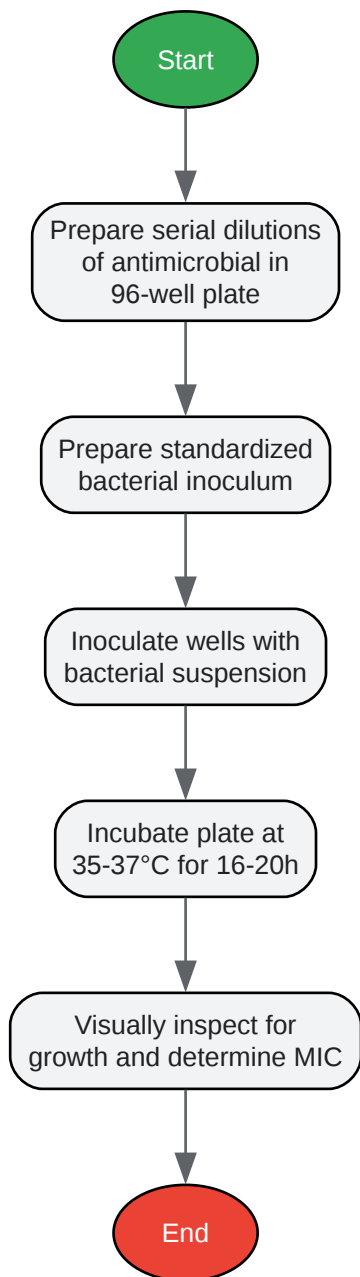 Start
Prepare serial dilutions
of antimicrobial in
96-well plate
Prepare standardized
bacterial inoculum
Inoculate wells with
bacterial suspension
Incubate plate at
35-37°C for 16-20h
Visually inspect for
growth and determine MIC
End